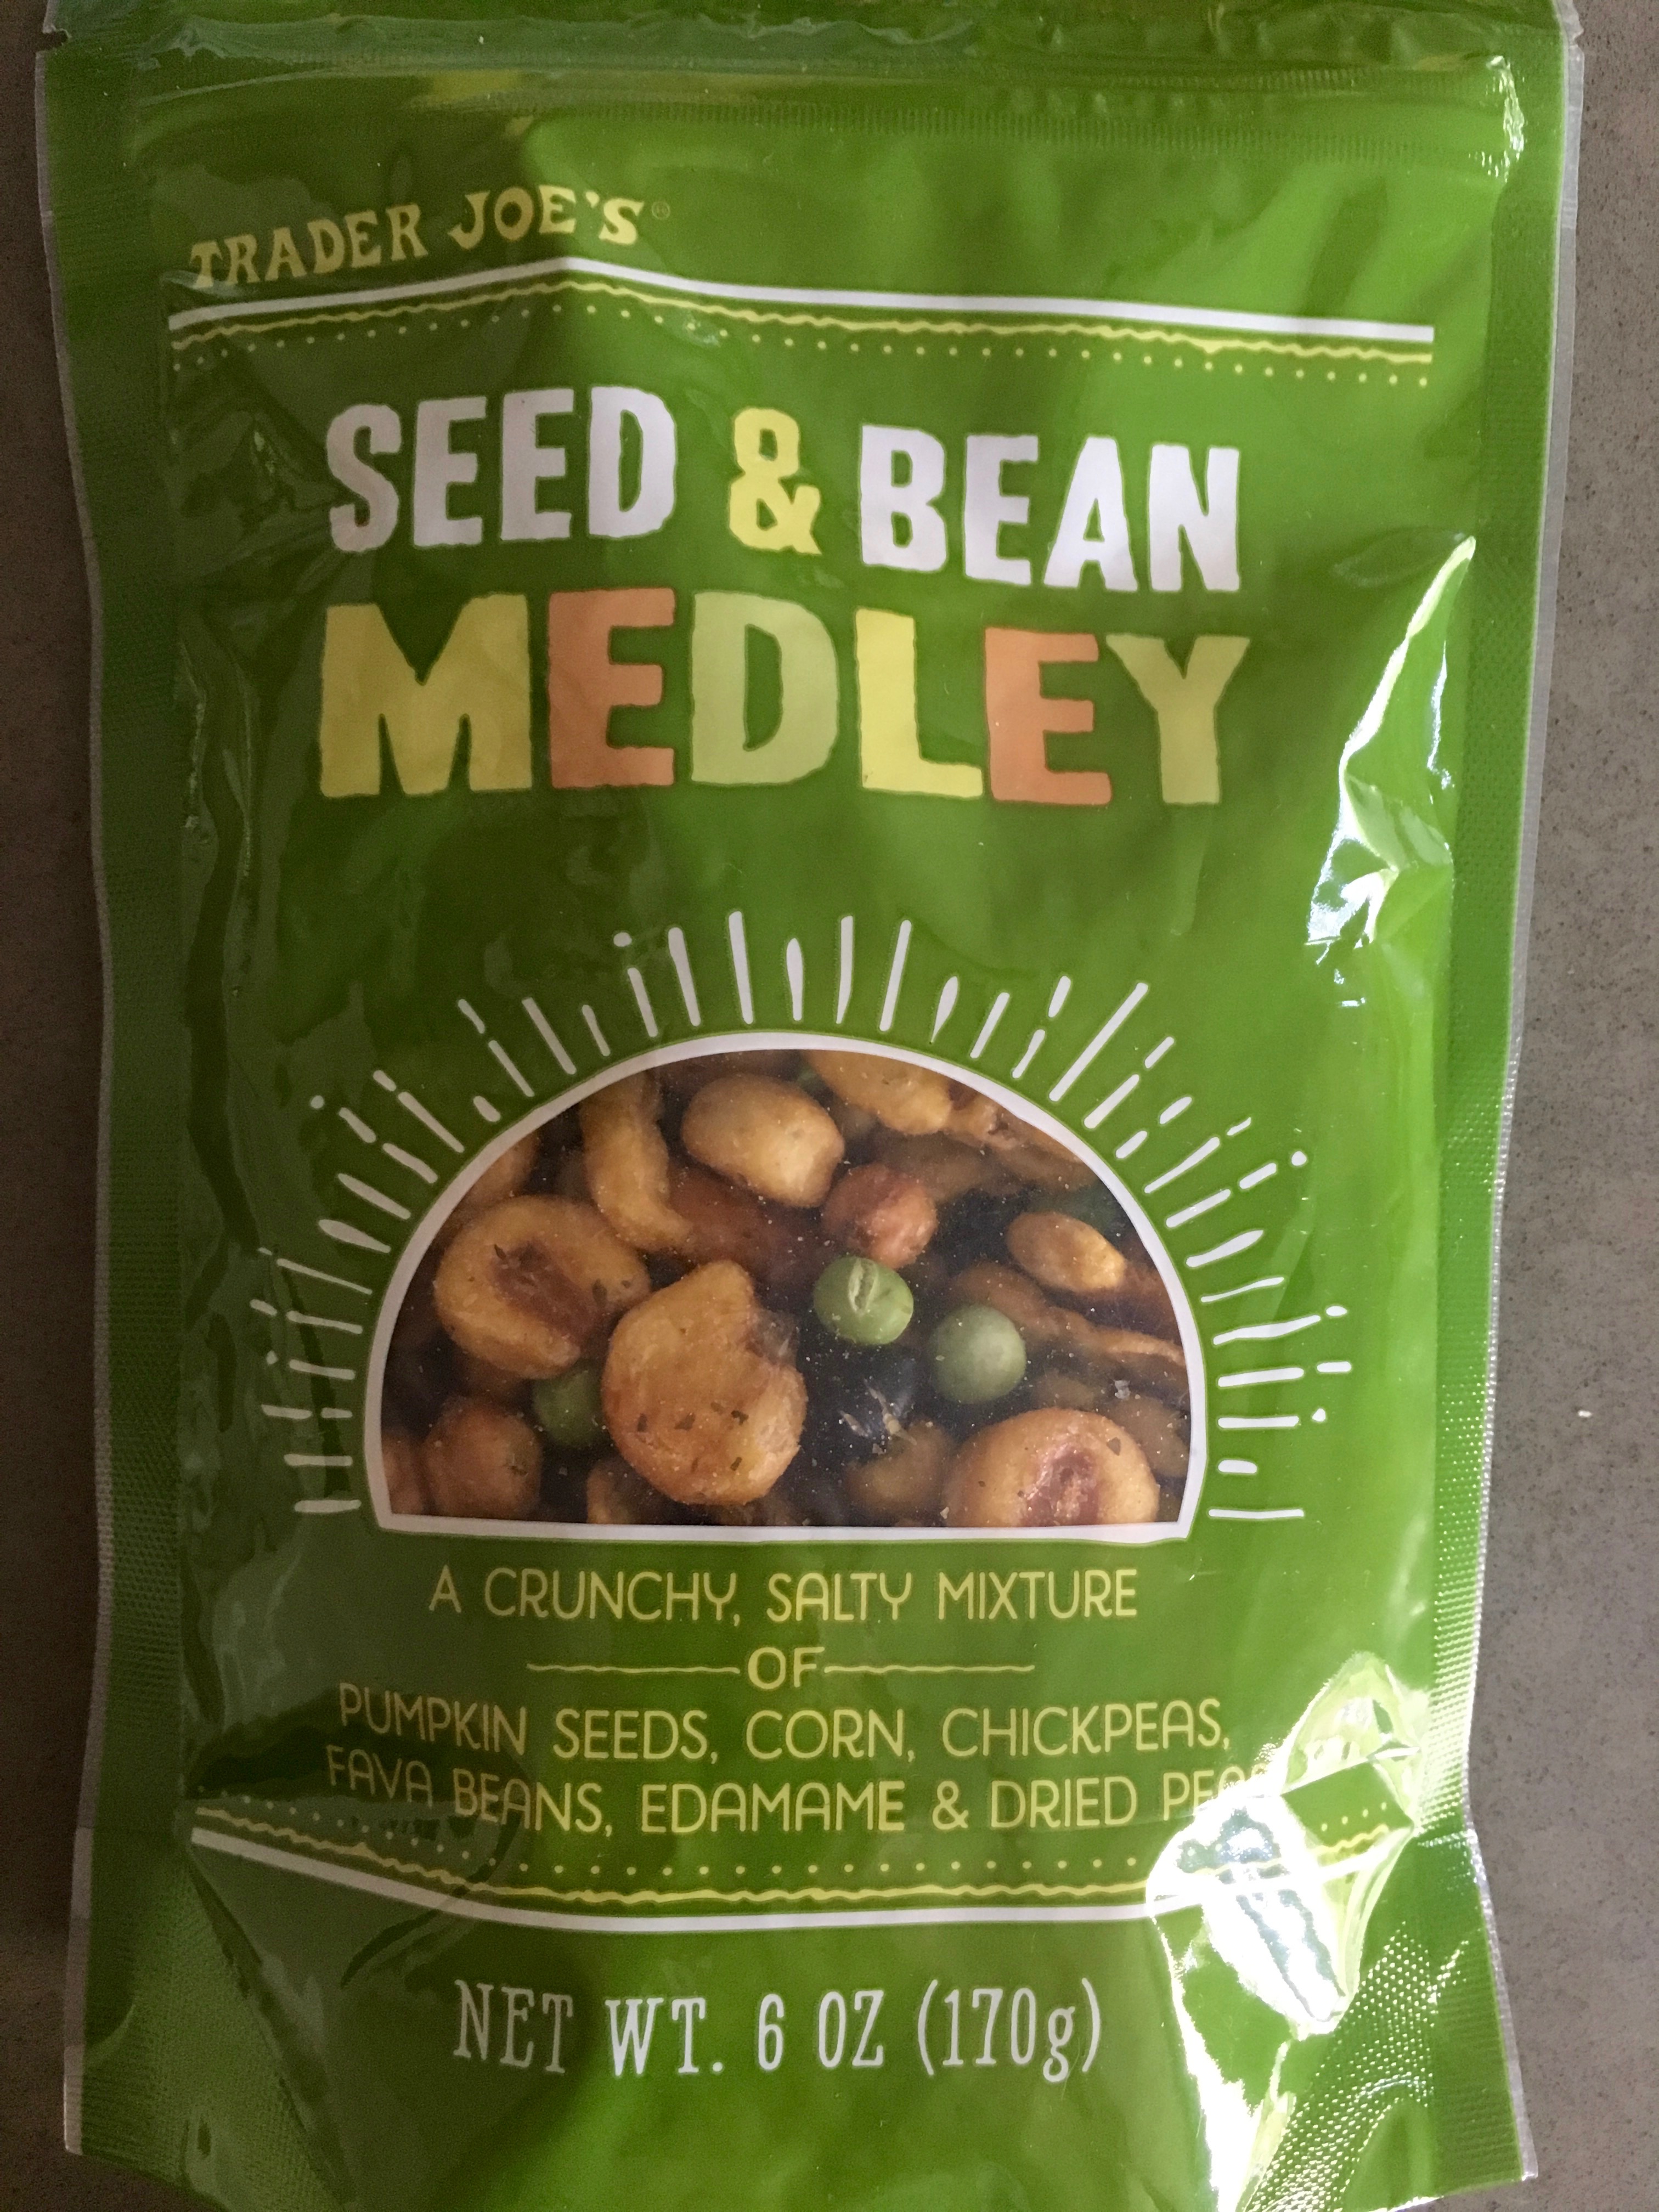 TRADER JOE'S®
SEED & BEAN
MEDLEY
A CRUNCHY, SALTY MIXTURE
OF
PUMPKIN SEEDS, CORN, CHICKPEAS,
FAVA BEANS, EDAMAME & DRIED PEAS
NET WT. 6 OZ (170g)